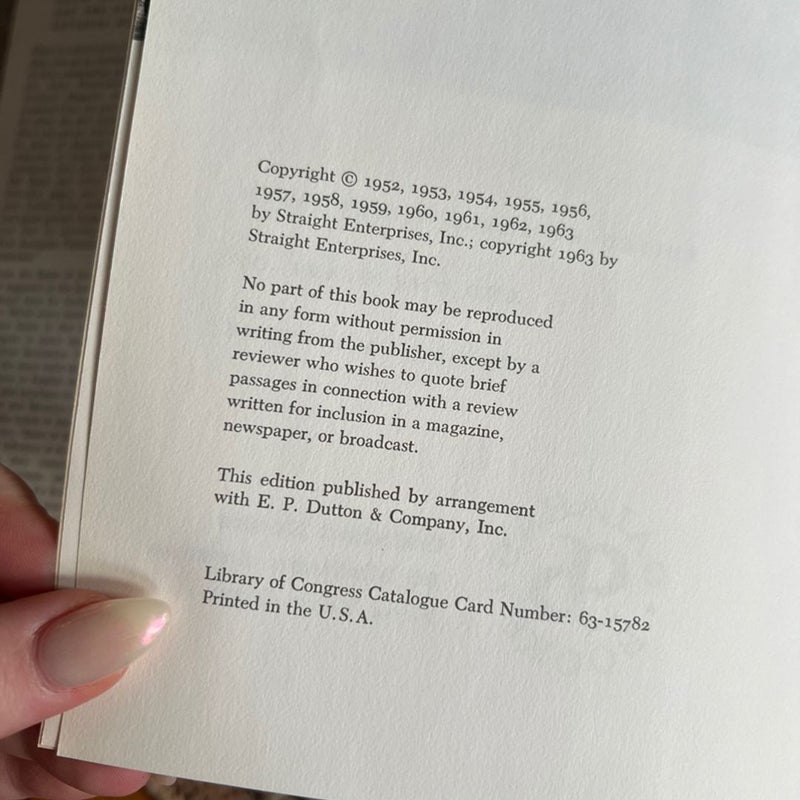 Copyright © 1952, 1953, 1954, 1955, 1956,
1957, 1958, 1959, 1960, 1961, 1962, 1963
by Straight Enterprises, Inc.; copyright 1963 by
Straight Enterprises, Inc.
No part of this book may be reproduced
in any form without permission in
writing from the publisher, except by a
reviewer who wishes to quote brief
passages in connection with a review
written for inclusion in a magazine,
newspaper, or broadcast.
This edition published by arrangement
with E. P. Dutton & Company, Inc.
Library of Congress Catalogue Card Number: 63-15782
Printed in the U.S.A.